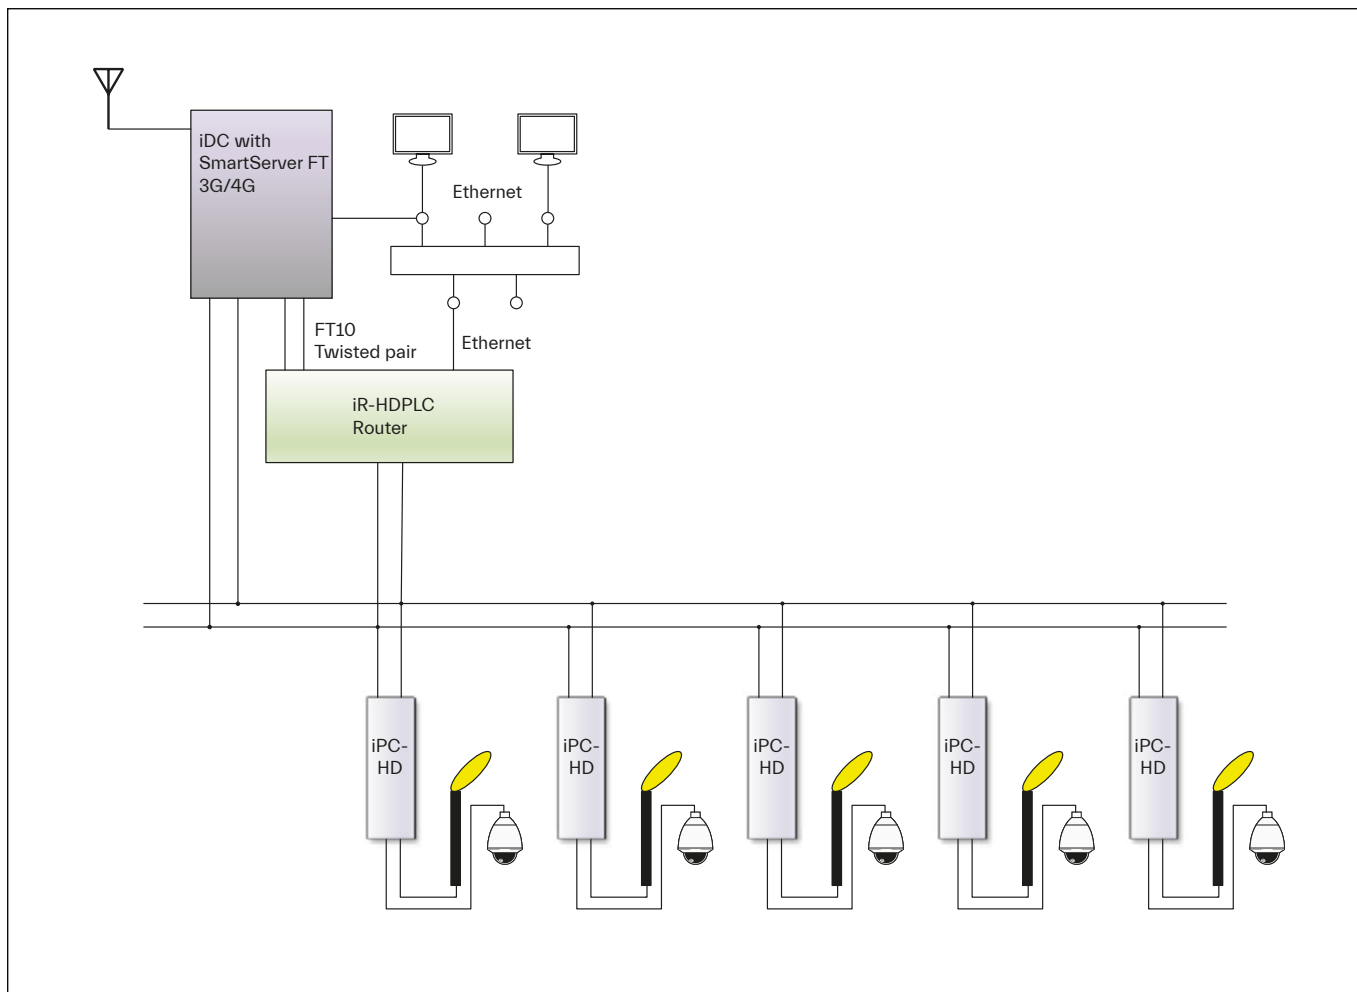 iDC with
SmartServer FT
3G/4G
Ethernet
FT10
Twisted pair
Ethernet
iR-HDPLC
Router
iPC-
HD
iPC-
HD
iPC-
HD
iPC-
HD
iPC-
HD